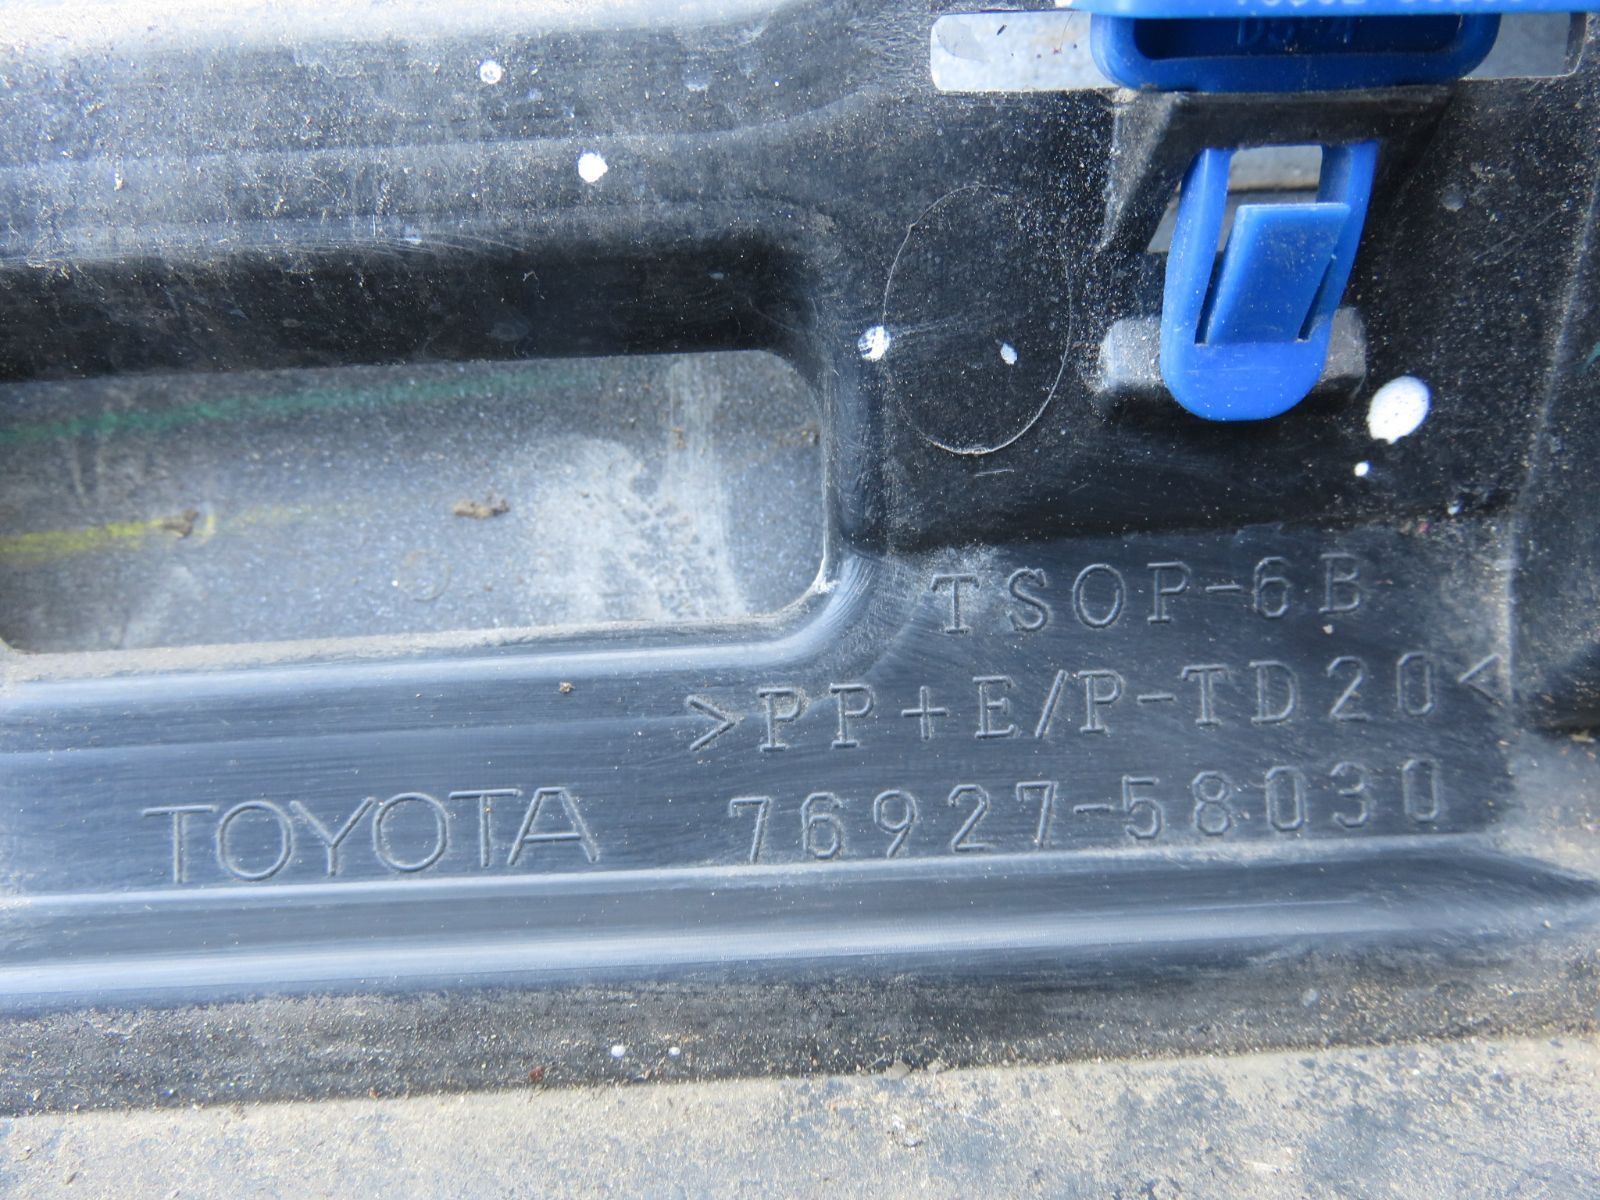 TSOP-6B
>PP+E/P-TD20<
TOYOTA 76927-58030